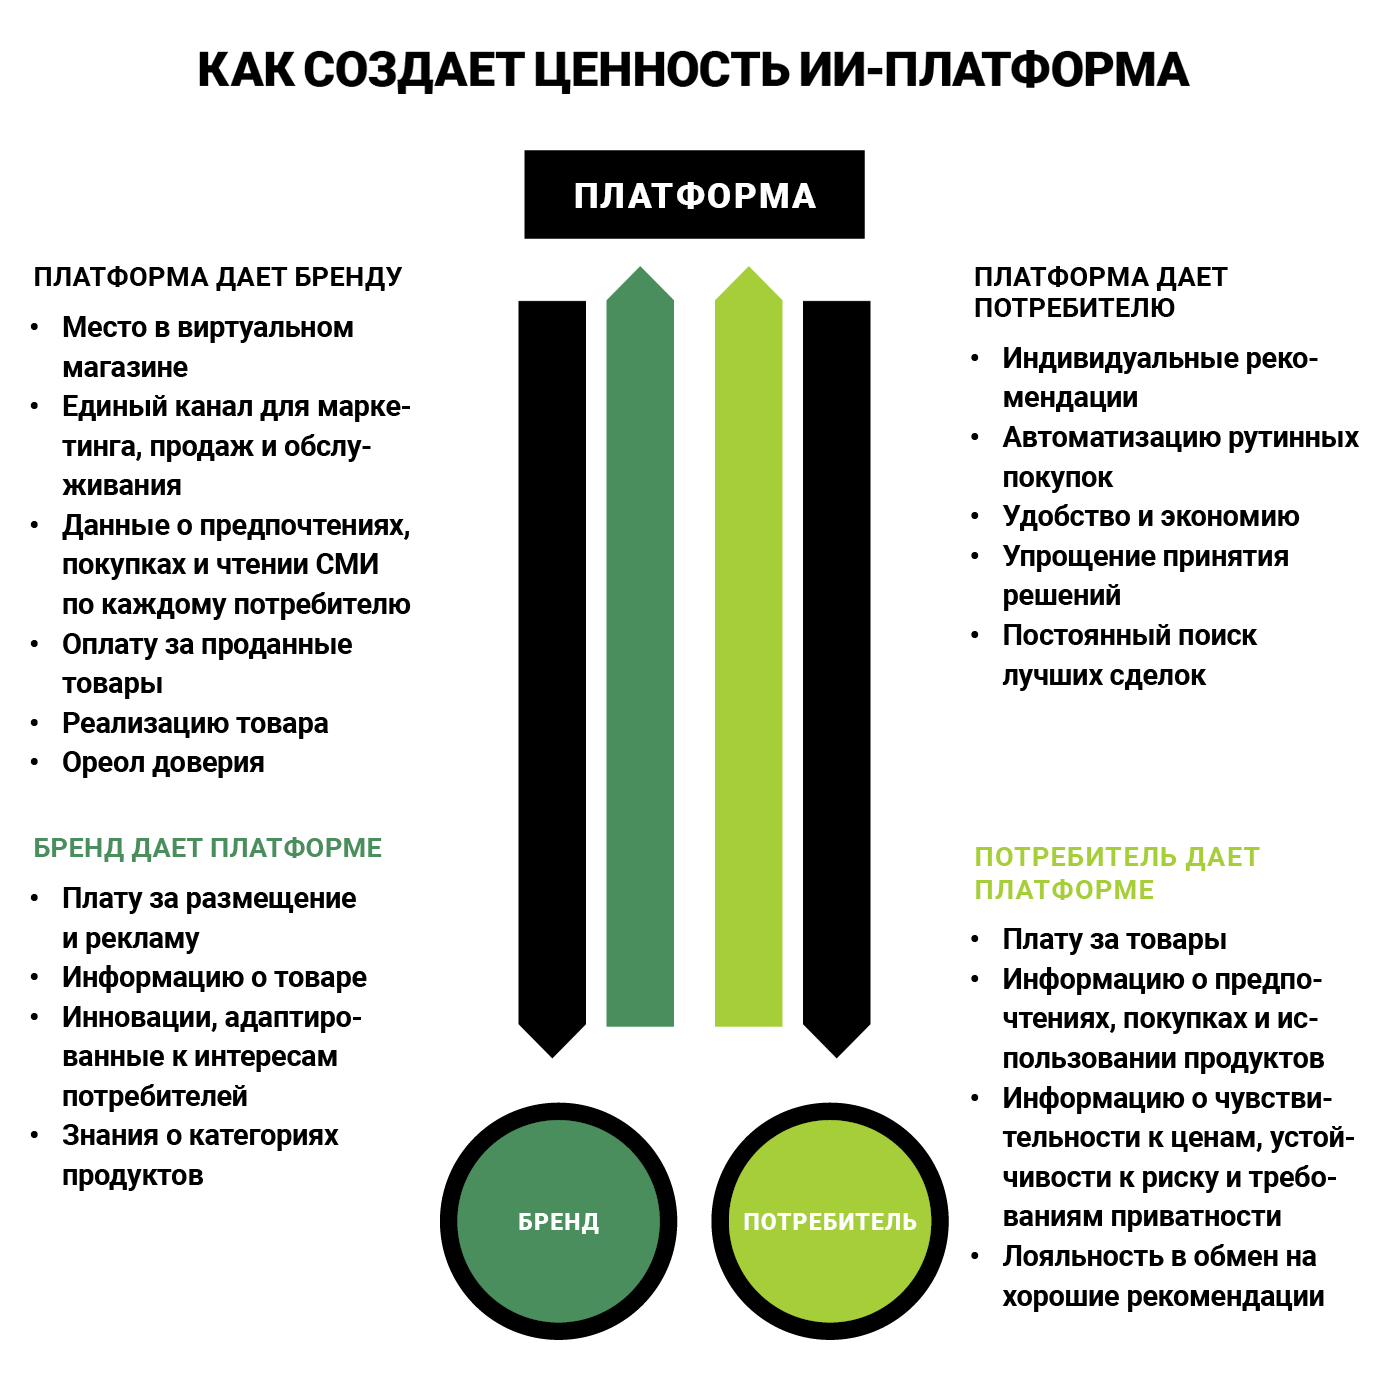 КАК СОЗДАЕТ ЦЕННОСТЬ ИИ-ПЛАТФОРМА
ПЛАТФОРМА
ПЛАТФОРМА ДАЕТ БРЕНДУ
• Место в виртуальном
магазине
• Единый канал для марке-
тинга, продаж и обслу-
живания
• Данные о предпочтениях,
покупках и чтении СМИ
по каждому потребителю
• Оплату за проданные
товары
• Реализацию товара
• Ореол доверия
БРЕНД ДАЕТ ПЛАТФОРМЕ
• Плату за размещение
и рекламу
• Информацию о товаре
• Инновации, адаптиро-
ванные к интересам
потребителей
• Знания о категориях
продуктов
ПЛАТФОРМА ДАЕТ
ПОТРЕБИТЕЛЮ
• Индивидуальные реко-
мендации
• Автоматизацию рутинных
покупок
• Удобство и экономию
• Упрощение принятия
решений
• Постоянный поиск
лучших сделок
ПОТРЕБИТЕЛЬ ДАЕТ
ПЛАТФОРМЕ
• Плату за товары
• Информацию о предпо-
чтениях, покупках и ис-
пользовании продуктов
• Информацию о чувстви-
тельности к ценам, устой-
чивости к риску и требо-
ваниям приватности
• Лояльность в обмен на
хорошие рекомендации
БРЕНД
ПОТРЕБИТЕЛЬ